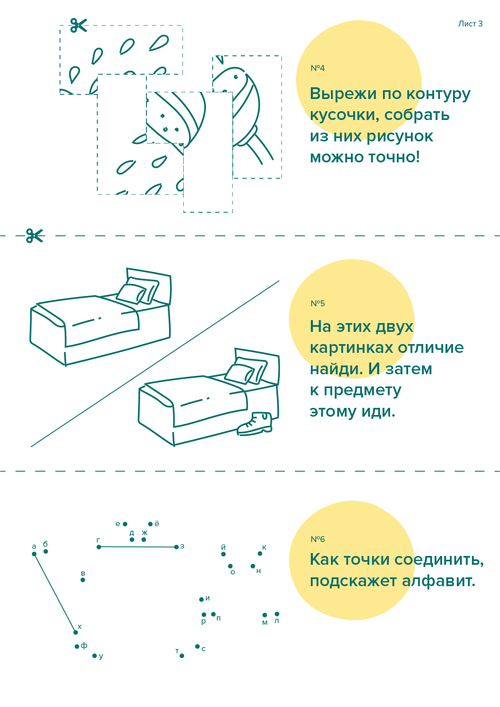 Лист 3
№4
Вырежи по контуру
кусочки, собрать
из них рисунок
можно точно!
№5
На этих двух
картинках отличие
найди. И затем
к предмету
этому иди.
№6
Как точки соединить,
подскажет алфавит.
е ё
д ж
а б г з й к
о н
в
и
р п м л
х
ф у т с